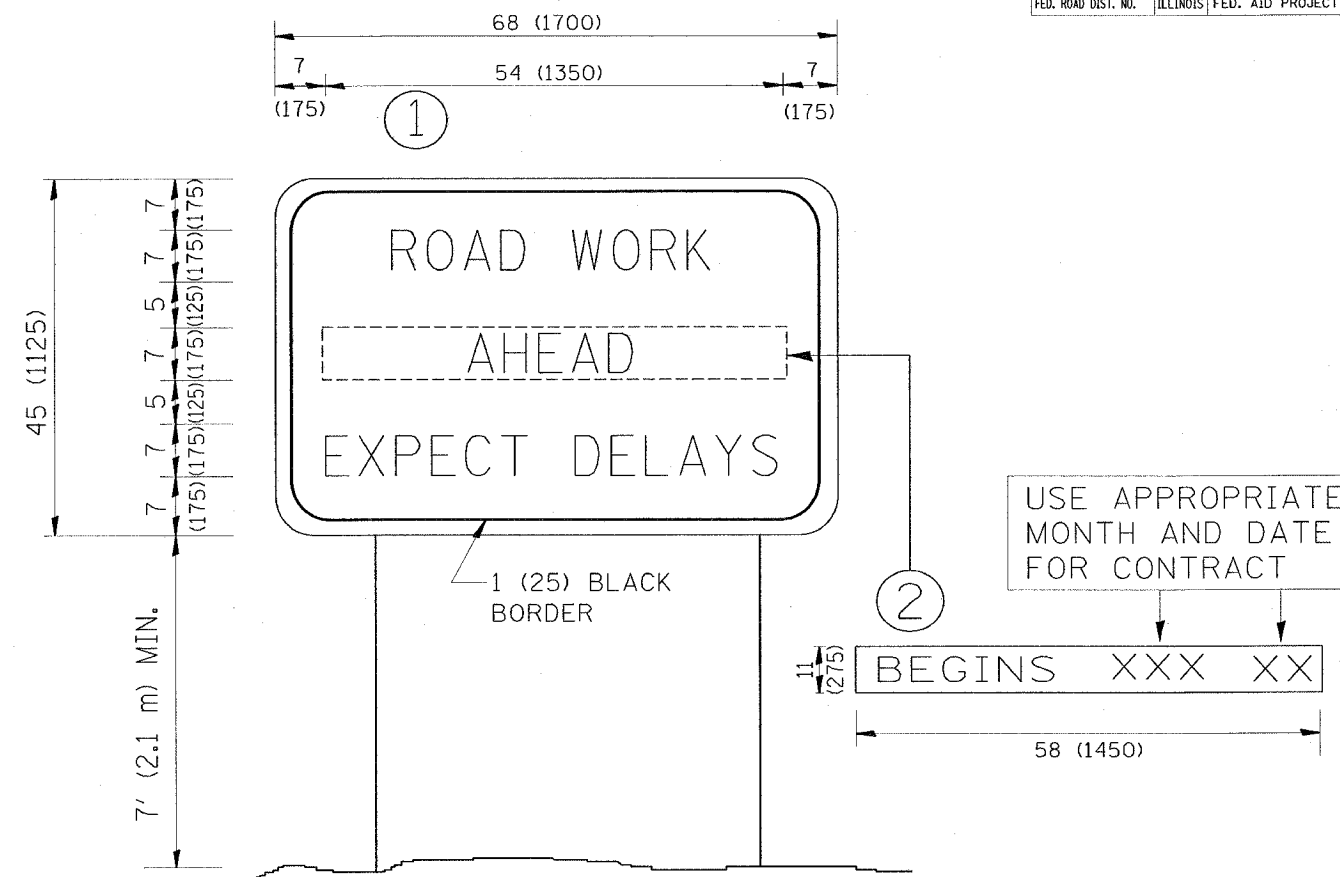 FED. ROAD DIST. NO. ILLINOIS FED. AID PROJECT
68 (1700)
7 54 (1350) 7
(175) (175)
1
45 (1125)
7 (175)
7 (175)
5 (125)
7 (175)
5 (125)
7 (175)
7 (175)
ROAD WORK
AHEAD
EXPECT DELAYS
1 (25) BLACK
BORDER
7' (2.1 m) MIN.
2
USE APPROPRIATE
MONTH AND DATE
FOR CONTRACT
11
(275)
BEGINS XXX XX
58 (1450)